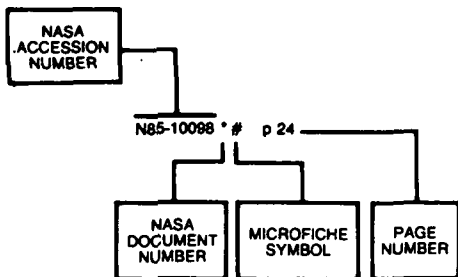 NASA
.ACCESSION
NUMBER
N85-10098 * # p 24
NASA
DOCUMENT
NUMBER
MICROFICHE
SYMBOL
PAGE
NUMBER